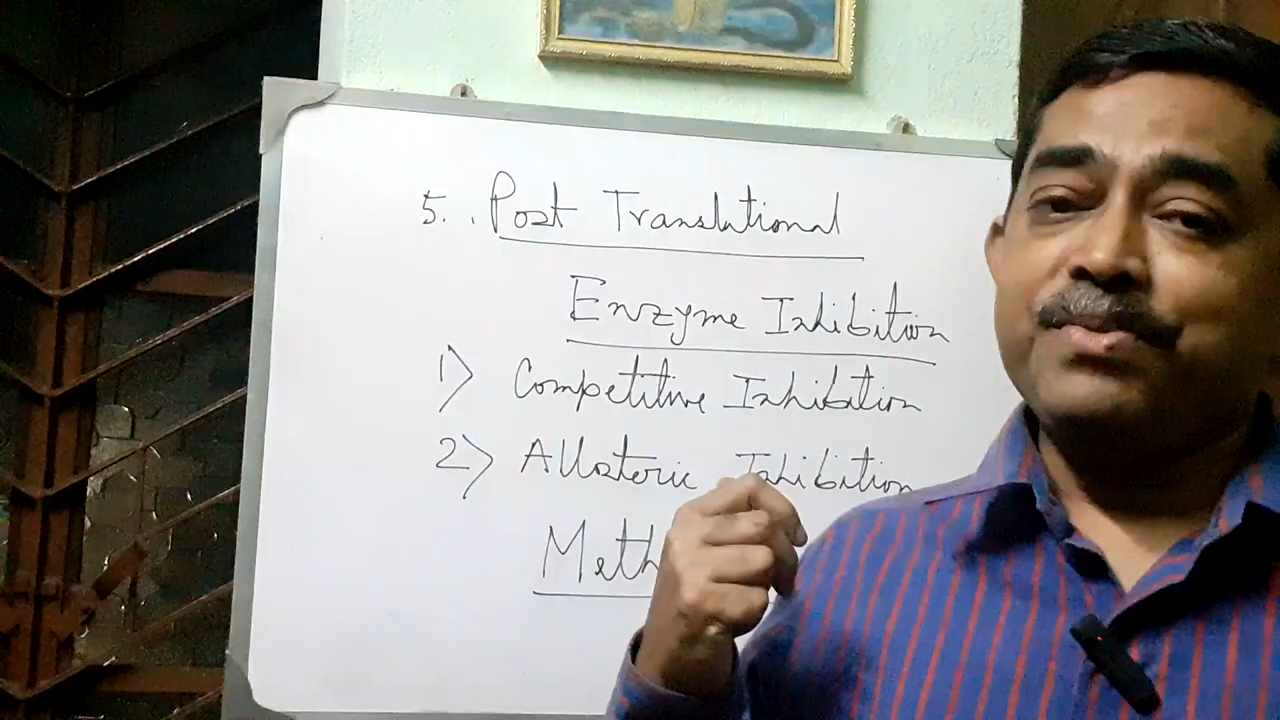 5. . Post Translational
Enzyme Inhibition
1) Competitive Inhibition
2) Allosteric Inhibition
Meth